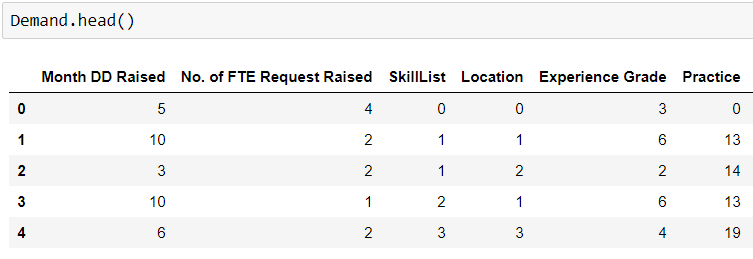 Demand.head()
Month DD Raised No. of FTE Request Raised SkillList Location Experience Grade Practice
0 5 4 0 0 3 0
1 10 2 1 1 6 13
2 3 2 1 2 2 14
3 10 1 2 1 6 13
4 6 2 3 3 4 19